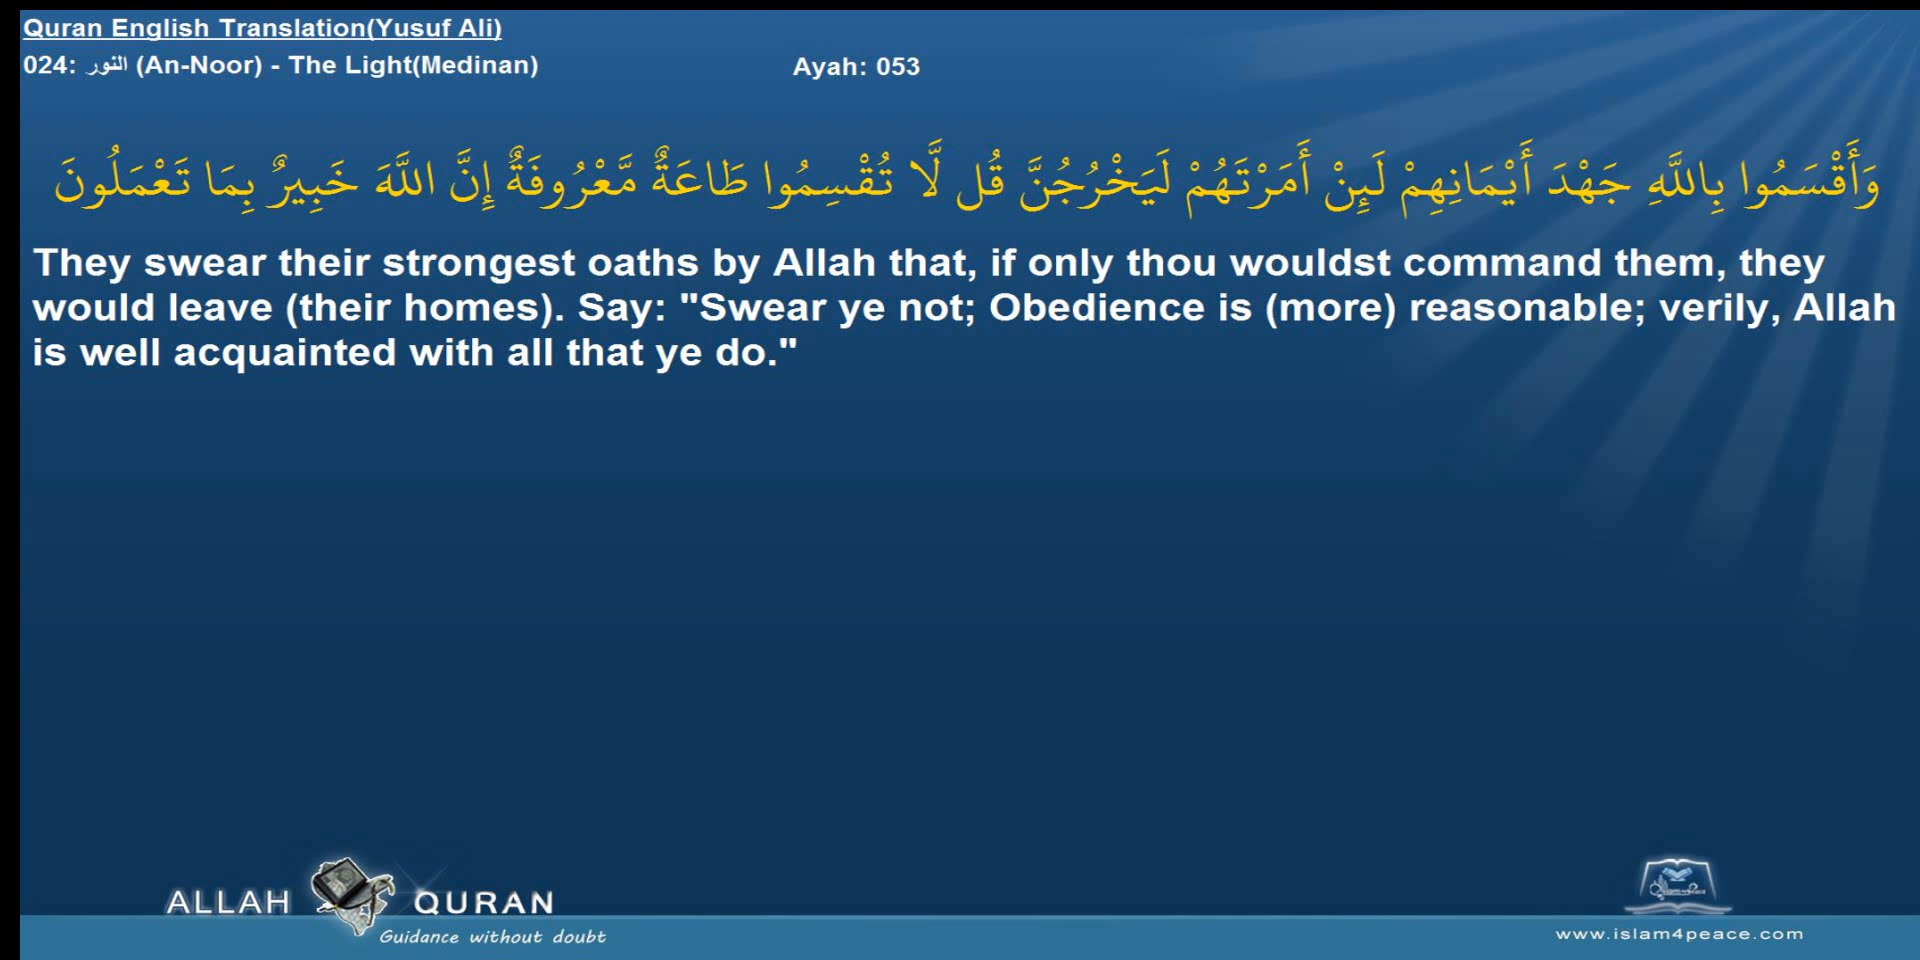 Quran English Translation(Yusuf Ali)
024: النور (An-Noor) - The Light(Medinan)
Ayah: 053
وَأَقْسَمُوا بِاللَّهِ جَهْدَ أَيْمَانِهِمْ لَئِنْ أَمَرْتَهُمْ لَيَخْرُجُنَّ قُل لَّا تُقْسِمُوا طَاعَةٌ مَّعْرُوفَةٌ إِنَّ اللَّهَ خَبِيرٌ بِمَا تَعْمَلُونَ
They swear their strongest oaths by Allah that, if only thou wouldst command them, they
would leave (their homes). Say: "Swear ye not; Obedience is (more) reasonable; verily, Allah
is well acquainted with all that ye do."
ALLAH QURAN
Guidance without doubt
www.islam4peace.com